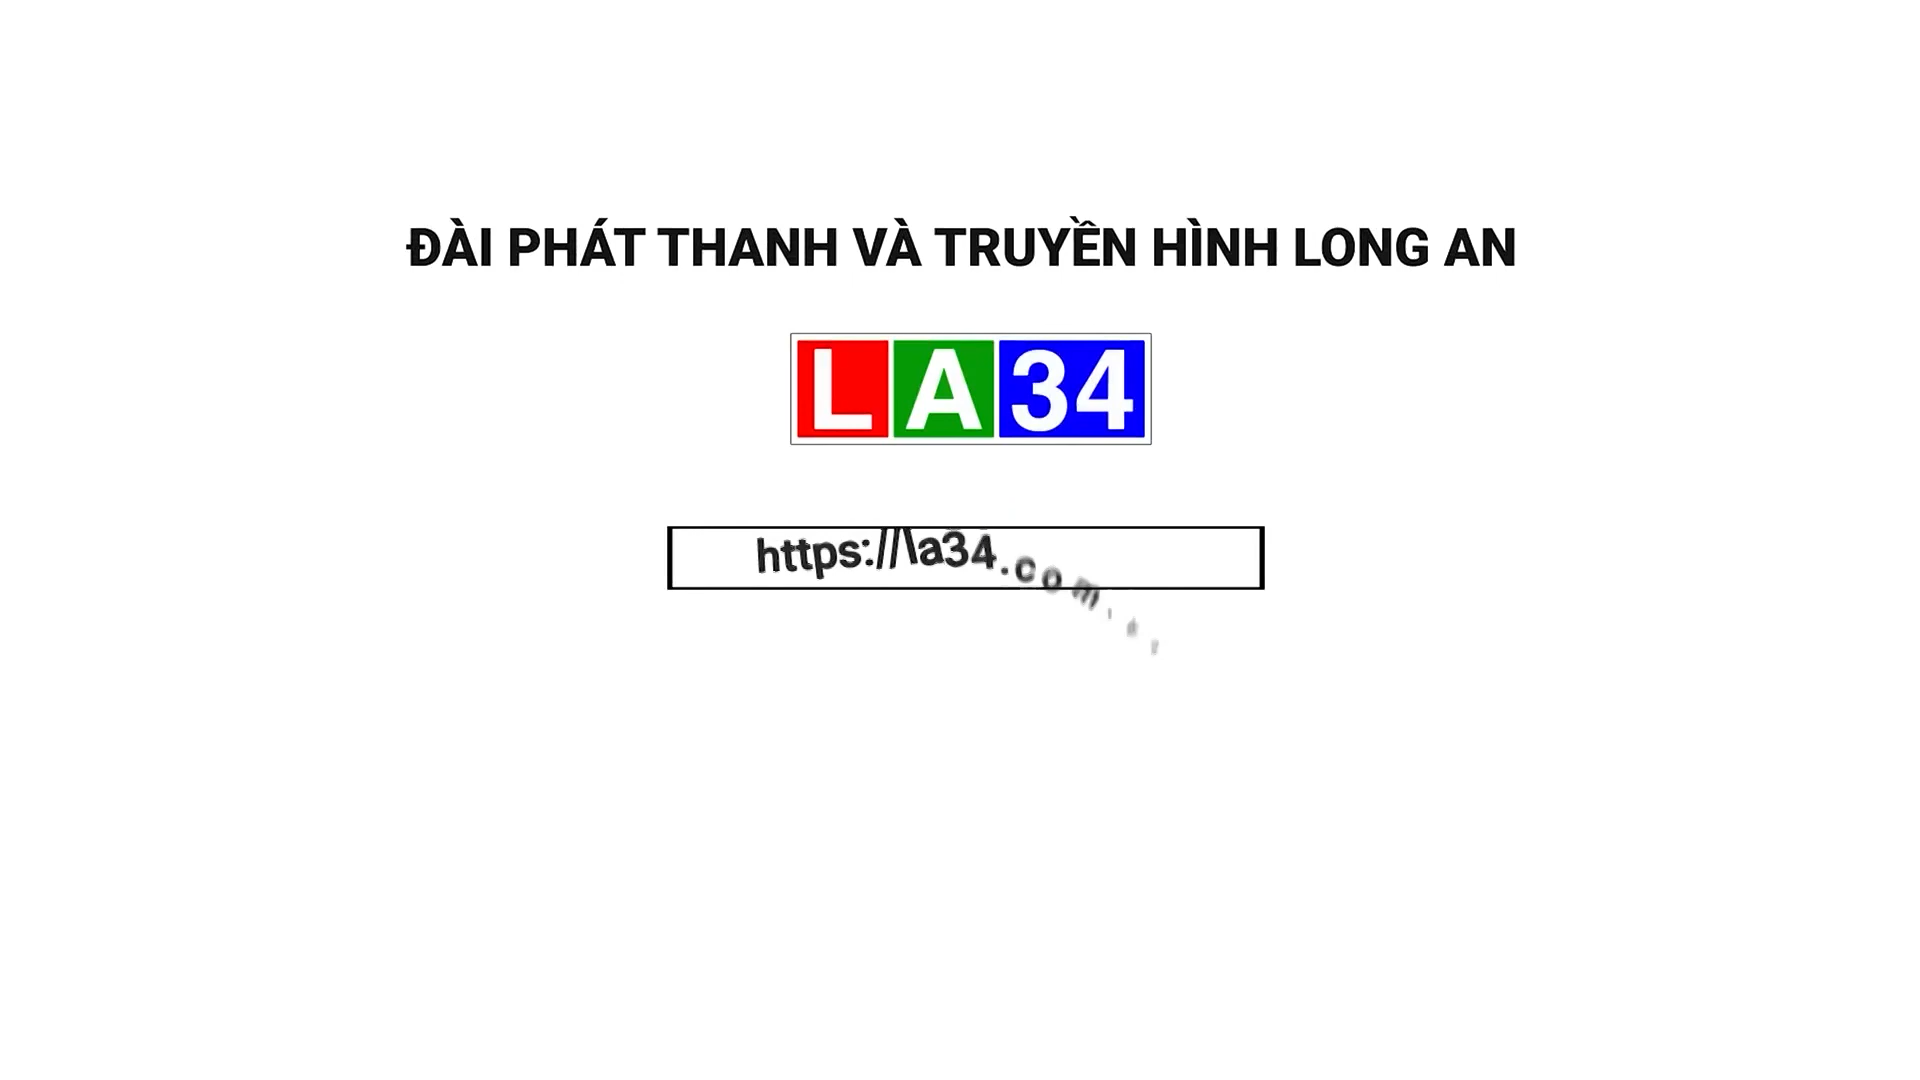 ĐÀI PHÁT THANH VÀ TRUYỀN HÌNH LONG AN
LA34
https://la34.com